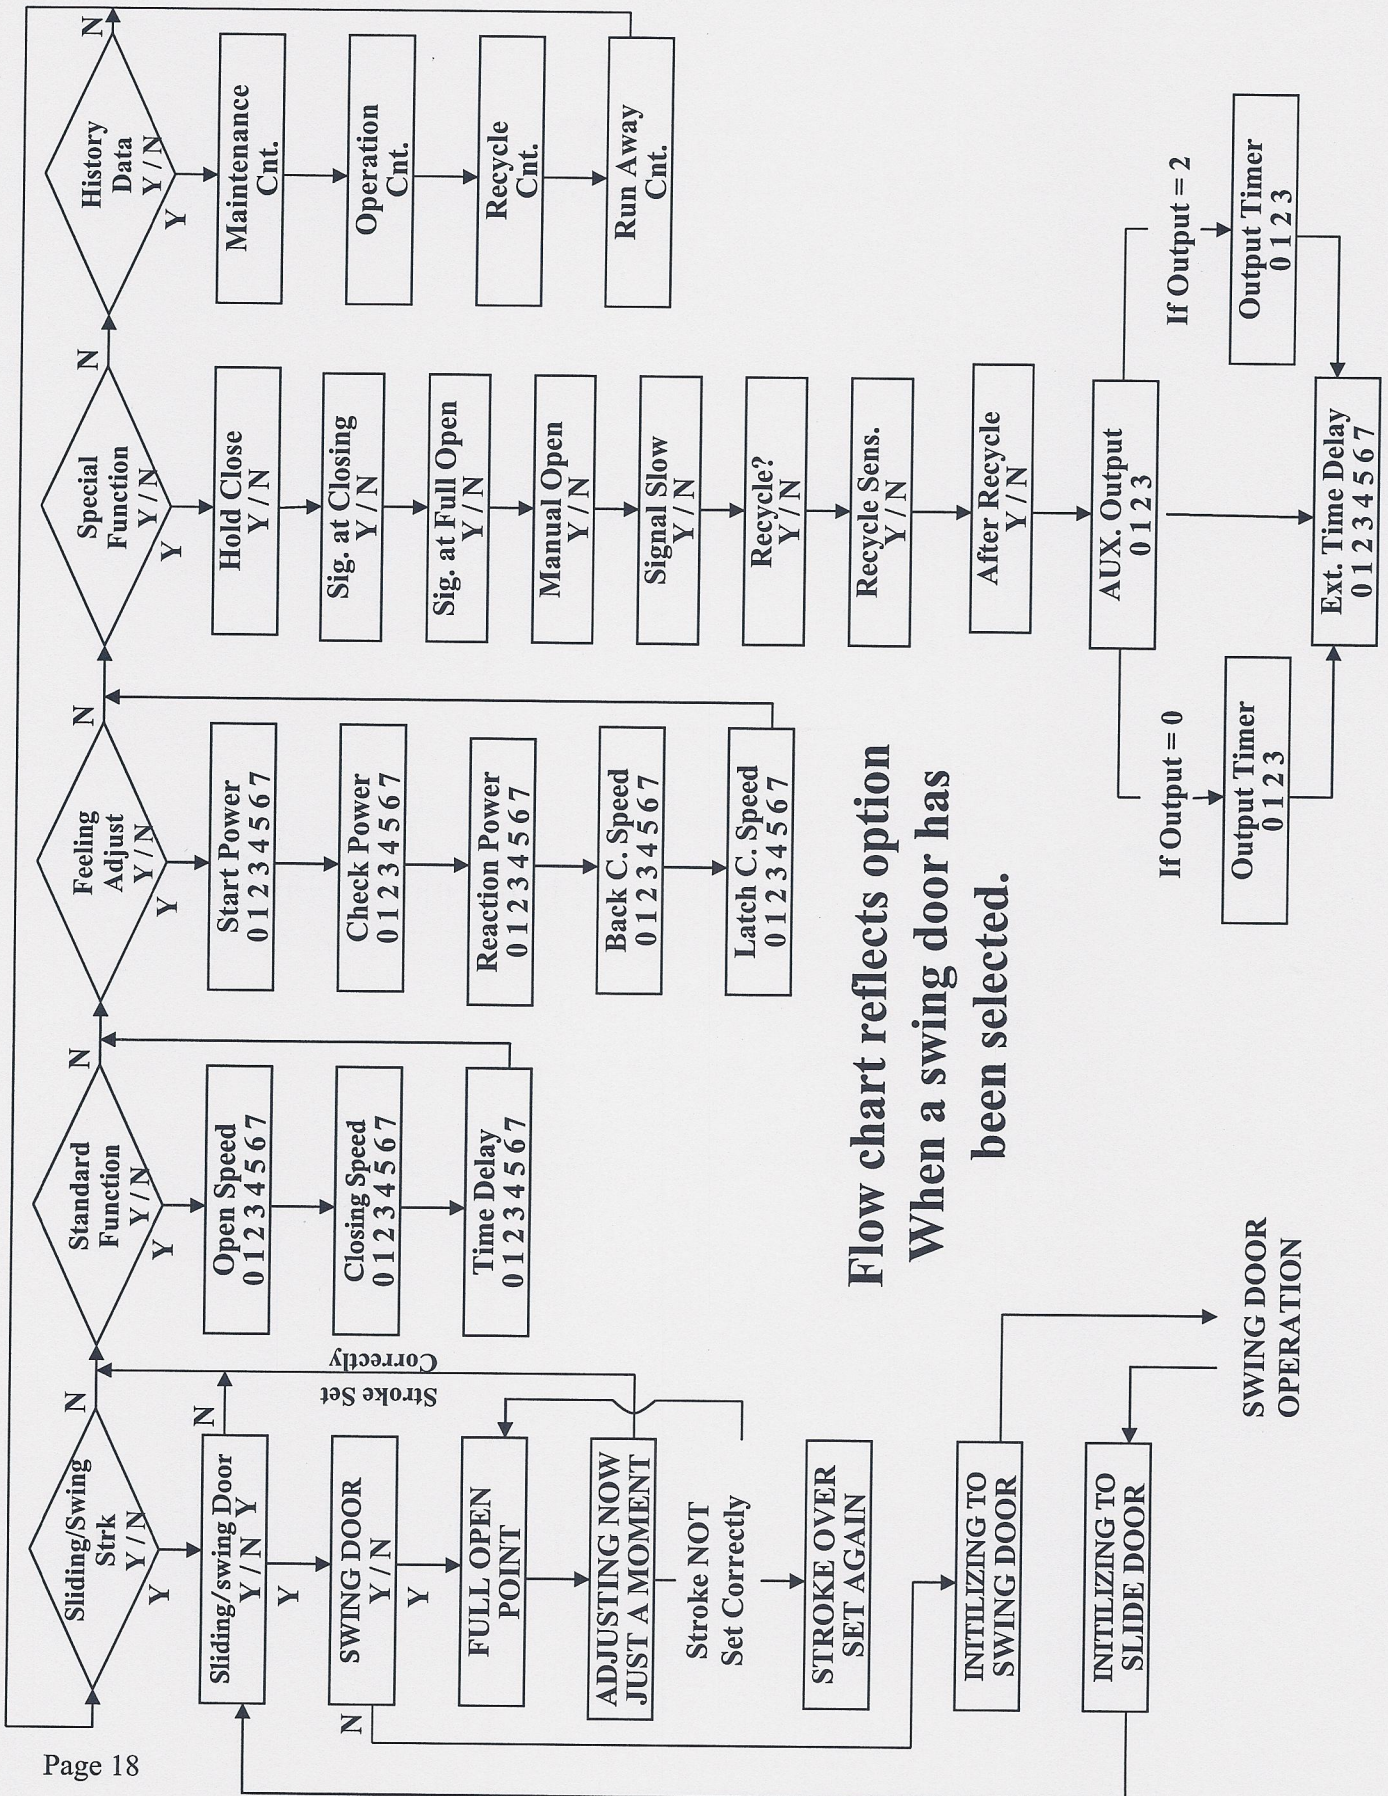 Page 18
Sliding/Swing
Strk
Y / N
N
Y
Sliding/swing Door
Y / N  Y
N
Y
SWING DOOR
Y / N
N
Y
FULL OPEN
POINT
ADJUSTING NOW
JUST A MOMENT
Stroke Set
Correctly
Stroke NOT
Set Correctly
STROKE OVER
SET AGAIN
INITILIZING TO
SWING DOOR
INITILIZING TO
SLIDE DOOR
SWING DOOR
OPERATION
Standard
Function
Y / N
N
Y
Open Speed
0 1 2 3 4 5 6 7
Closing Speed
0 1 2 3 4 5 6 7
Time Delay
0 1 2 3 4 5 6 7
Feeling
Adjust
Y / N
N
Y
Start Power
0 1 2 3 4 5 6 7
Check Power
0 1 2 3 4 5 6 7
Reaction Power
0 1 2 3 4 5 6 7
Back C. Speed
0 1 2 3 4 5 6 7
Latch C. Speed
0 1 2 3 4 5 6 7
Flow chart reflects option
When a swing door has
been selected.
Special
Function
Y / N
N
Y
Hold Close
Y / N
Sig. at Closing
Y / N
Sig. at Full Open
Y / N
Manual Open
Y / N
Signal Slow
Y / N
Recycle?
Y / N
Recycle Sens.
Y / N
After Recycle
Y / N
AUX. Output
0 1 2 3
If Output = 0
Output Timer
0 1 2 3
If Output = 2
Output Timer
0 1 2 3
Ext. Time Delay
0 1 2 3 4 5 6 7
History
Data
Y / N
N
Y
Maintenance
Cnt.
Operation
Cnt.
Recycle
Cnt.
Run Away
Cnt.